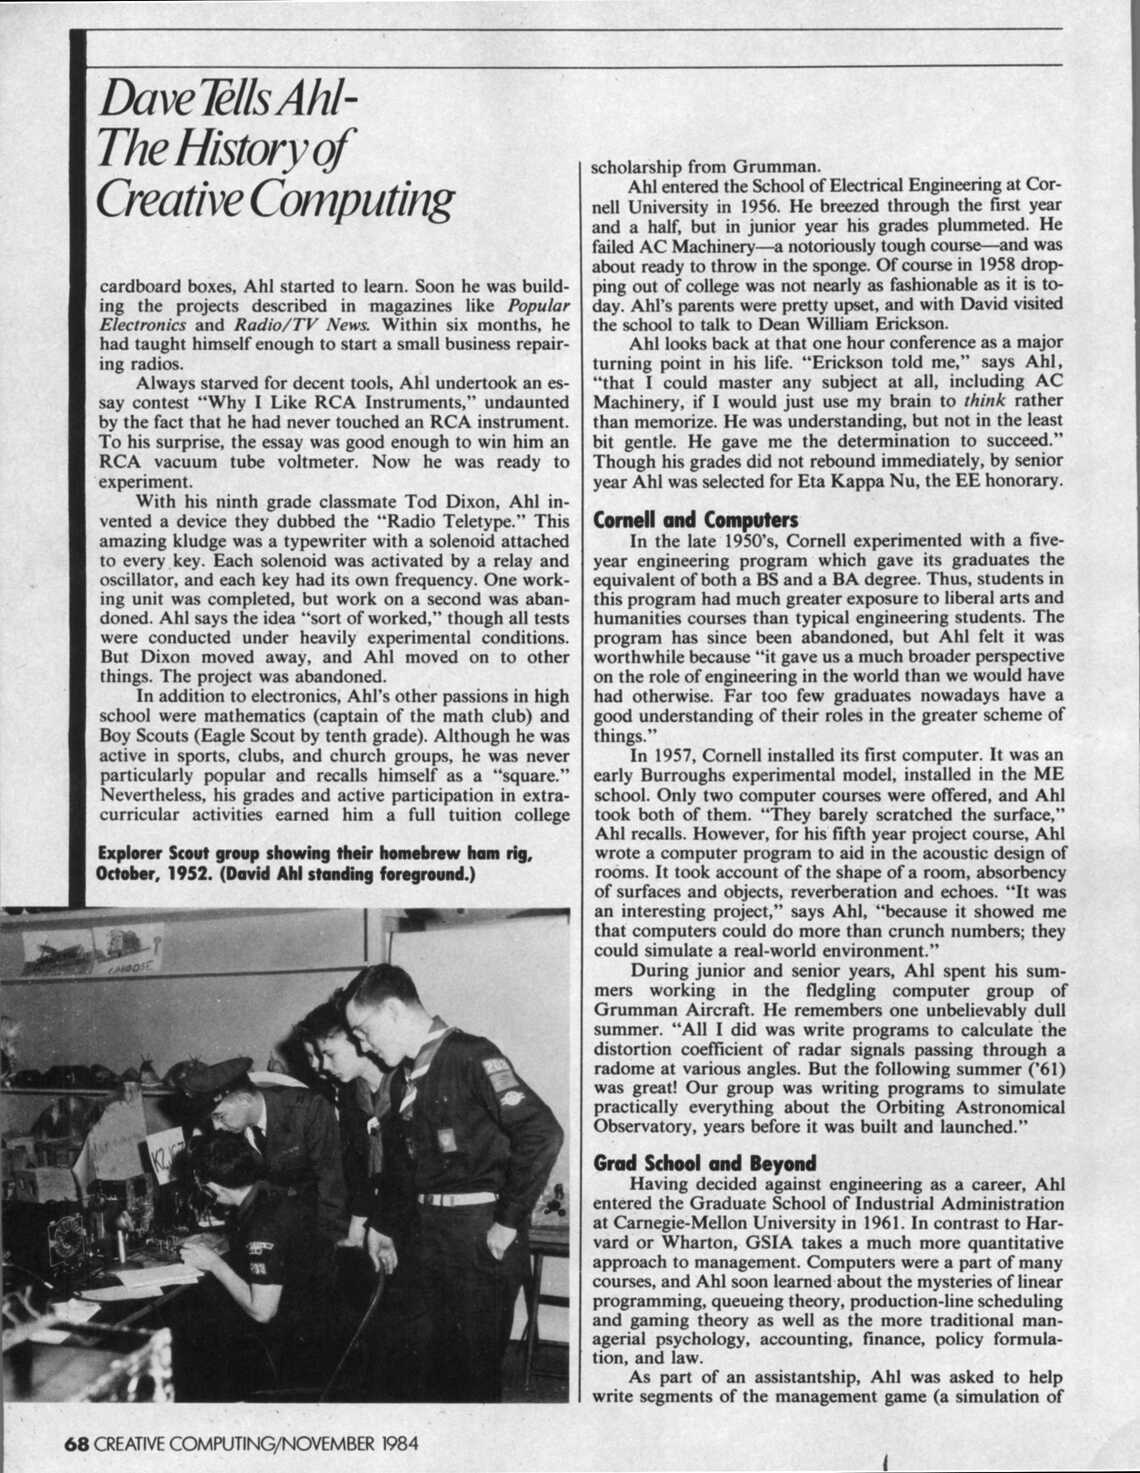 Dave Tells Ahl-
The History of
Creative Computing
cardboard boxes, Ahl started to learn. Soon he was build-
ing the projects described in magazines like Popular
Electronics and Radio/TV News. Within six months, he
had taught himself enough to start a small business repair-
ing radios.
Always starved for decent tools, Ahl undertook an es-
say contest “Why I Like RCA Instruments,” undaunted
by the fact that he had never touched an RCA instrument.
To his surprise, the essay was good enough to win him an
RCA vacuum tube voltmeter. Now he was ready to
experiment.
With his ninth grade classmate Tod Dixon, Ahl in-
vented a device they dubbed the “Radio Teletype.” This
amazing kludge was a typewriter with a solenoid attached
to every key. Each solenoid was activated by a relay and
oscillator, and each key had its own frequency. One work-
ing unit was completed, but work on a second was aban-
doned. Ahl says the idea “sort of worked,” though all tests
were conducted under heavily experimental conditions.
But Dixon moved away, and Ahl moved on to other
things. The project was abandoned.
In addition to electronics, Ahl's other passions in high
school were mathematics (captain of the math club) and
Boy Scouts (Eagle Scout by tenth grade). Although he was
active in sports, clubs, and church groups, he was never
particularly popular and recalls himself as a “square.”
Nevertheless, his grades and active participation in extra-
curricular activities earned him a full tuition college
Explorer Scout group showing their homebrew ham rig,
October, 1952. (David Ahl standing foreground.)
scholarship from Grumman.
Ahl entered the School of Electrical Engineering at Cor-
nell University in 1956. He breezed through the first year
and a half, but in junior year his grades plummeted. He
failed AC Machinery—a notoriously tough course—and was
about ready to throw in the sponge. Of course in 1958 drop-
ping out of college was not nearly as fashionable as it is to-
day. Ahl's parents were pretty upset, and with David visited
the school to talk to Dean William Erickson.
Ahl looks back at that one hour conference as a major
turning point in his life. “Erickson told me,” says Ahl,
“that I could master any subject at all, including AC
Machinery, if I would just use my brain to think rather
than memorize. He was understanding, but not in the least
bit gentle. He gave me the determination to succeed.”
Though his grades did not rebound immediately, by senior
year Ahl was selected for Eta Kappa Nu, the EE honorary.
Cornell and Computers
In the late 1950's, Cornell experimented with a five-
year engineering program which gave its graduates the
equivalent of both a BS and a BA degree. Thus, students in
this program had much greater exposure to liberal arts and
humanities courses than typical engineering students. The
program has since been abandoned, but Ahl felt it was
worthwhile because “it gave us a much broader perspective
on the role of engineering in the world than we would have
had otherwise. Far too few graduates nowadays have a
good understanding of their roles in the greater scheme of
things.”
In 1957, Cornell installed its first computer. It was an
early Burroughs experimental model, installed in the ME
school. Only two computer courses were offered, and Ahl
took both of them. “They barely scratched the surface,”
Ahl recalls. However, for his fifth year project course, Ahl
wrote a computer program to aid in the acoustic design of
rooms. It took account of the shape of a room, absorbency
of surfaces and objects, reverberation and echoes. “It was
an interesting project,” says Ahl, “because it showed me
that computers could do more than crunch numbers; they
could simulate a real-world environment.”
During junior and senior years, Ahl spent his sum-
mers working in the fledgling computer group of
Grumman Aircraft. He remembers one unbelievably dull
summer. “All I did was write programs to calculate the
distortion coefficient of radar signals passing through a
radome at various angles. But the following summer ('61)
was great! Our group was writing programs to simulate
practically everything about the Orbiting Astronomical
Observatory, years before it was built and launched.”
Grad School and Beyond
Having decided against engineering as a career, Ahl
entered the Graduate School of Industrial Administration
at Carnegie-Mellon University in 1961. In contrast to Har-
vard or Wharton, GSIA takes a much more quantitative
approach to management. Computers were a part of many
courses, and Ahl soon learned about the mysteries of linear
programming, queueing theory, production-line scheduling
and gaming theory as well as the more traditional man-
agerial psychology, accounting, finance, policy formula-
tion, and law.
As part of an assistantship, Ahl was asked to help
write segments of the management game (a simulation of
68 CREATIVE COMPUTING/NOVEMBER 1984